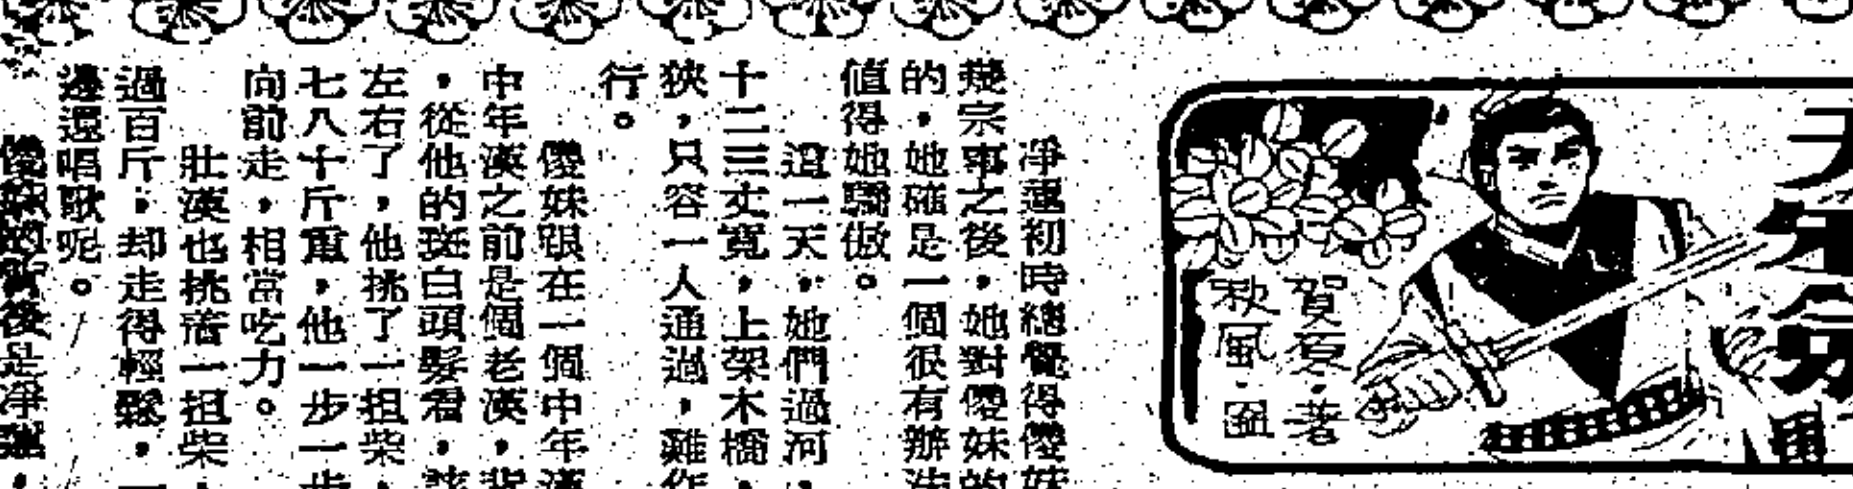 賀夏·著
秋風·圖
淨蓮初時總覺得傻妹
幾宗事之後，她對傻妹的
的，她確是一個很有辦法
值得她驕傲。
這一天，她們過河，
十二三丈寬，上架木橋，
狹，只容一人通過，難作
行。
傻妹跟在一個中年漢
中年漢之前是個老漢，背
，從他的斑白頭髮看，該
左右了，他挑了一担柴，
七八十斤重，他一步一步
向前走，相當吃力。
壯漢也挑着一担柴，
過百斤；却走得輕鬆，一
邊還唱歌呢。
傻妹的背後是淨蓮，